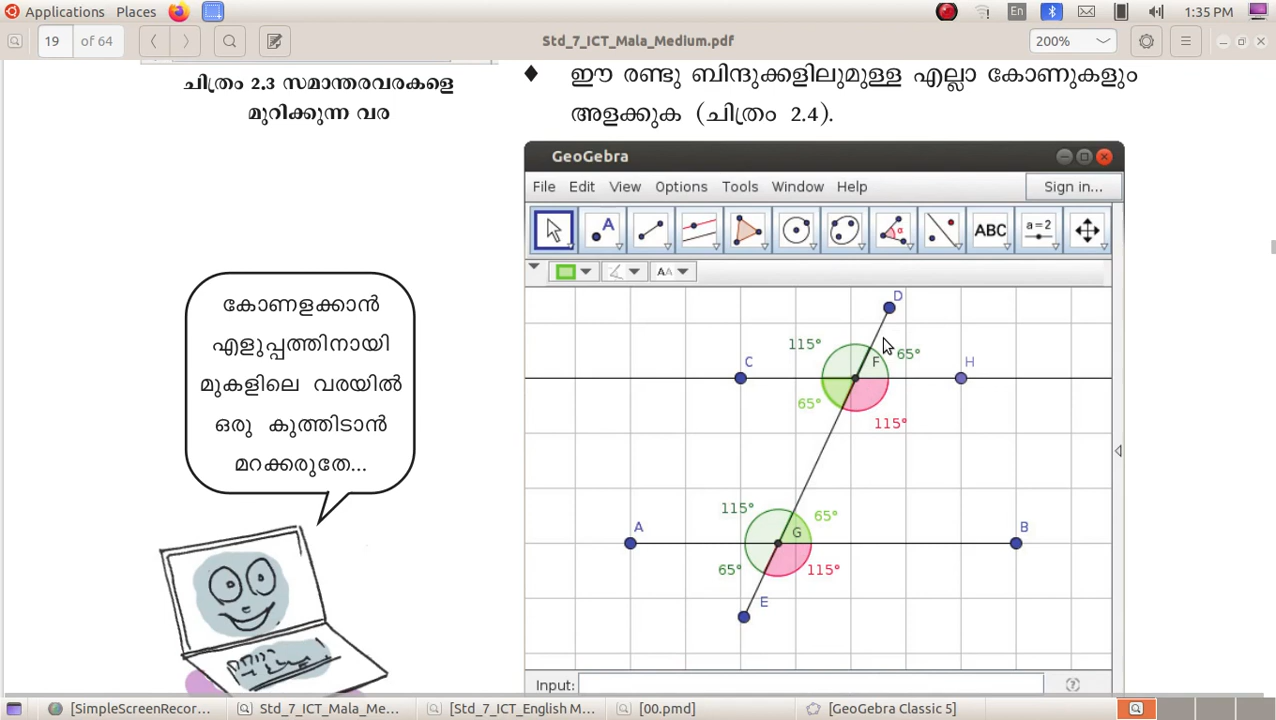 Applications Places En 1:35 PM
19 of 64 Std_7_ICT_Mala_Medium.pdf 200%
ചിത്രം 2.3 സമാന്തരവരകളെ
മുറിക്കുന്ന വര
♦ ഈ രണ്ടു ബിന്ദുക്കളിലുമുള്ള എല്ലാ കോണുകളും
അളക്കുക (ചിത്രം 2.4).
കോണളക്കാൻ
എളുപ്പത്തിനായി
മുകളിലെ വരയിൽ
ഒരു കുത്തിടാൻ
മറക്കരുതേ...
GeoGebra
File Edit View Options Tools Window Help Sign in...
A α ABC a=2
AA
D
115° 65°
C F H
65°
115°
115° 65°
A G B
65° 115°
E
Input:
[SimpleScreenRecor... Std_7_ICT_Mala_Me... [Std_7_ICT_English M... [00.pmd] [GeoGebra Classic 5]